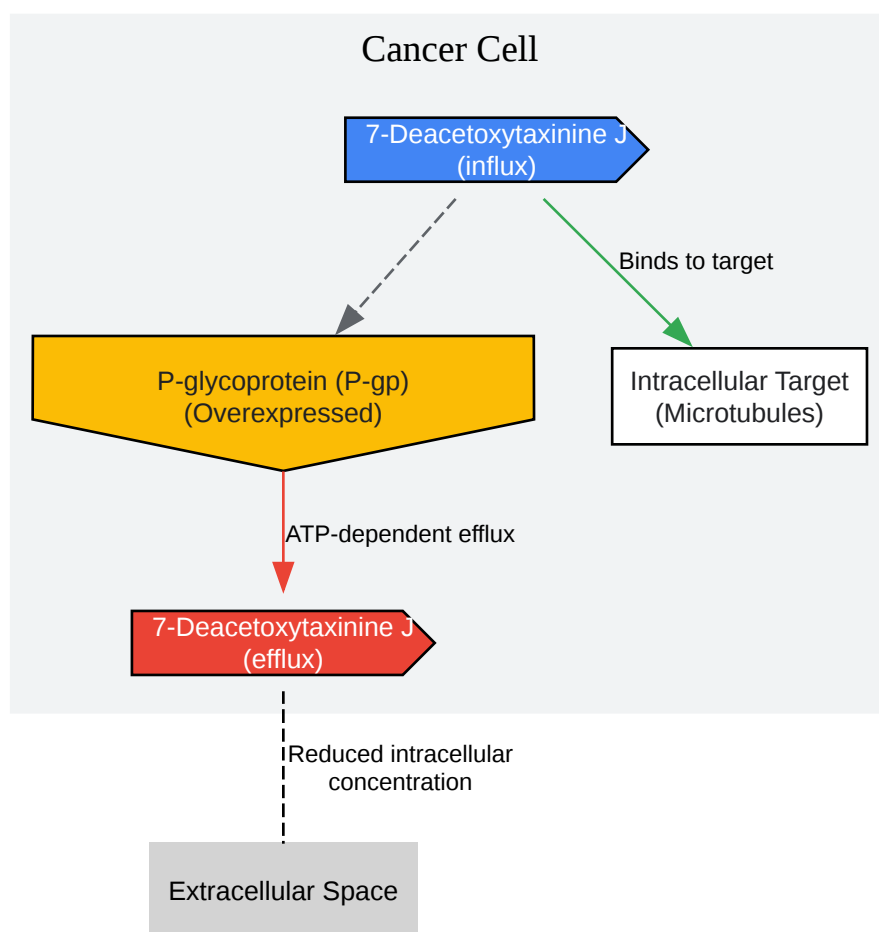 Cancer Cell
7-Deacetoxytaxinine J
(influx)
Binds to target
P-glycoprotein (P-gp)
(Overexpressed)
Intracellular Target
(Microtubules)
ATP-dependent efflux
7-Deacetoxytaxinine J
(efflux)
Reduced intracellular
concentration
Extracellular Space